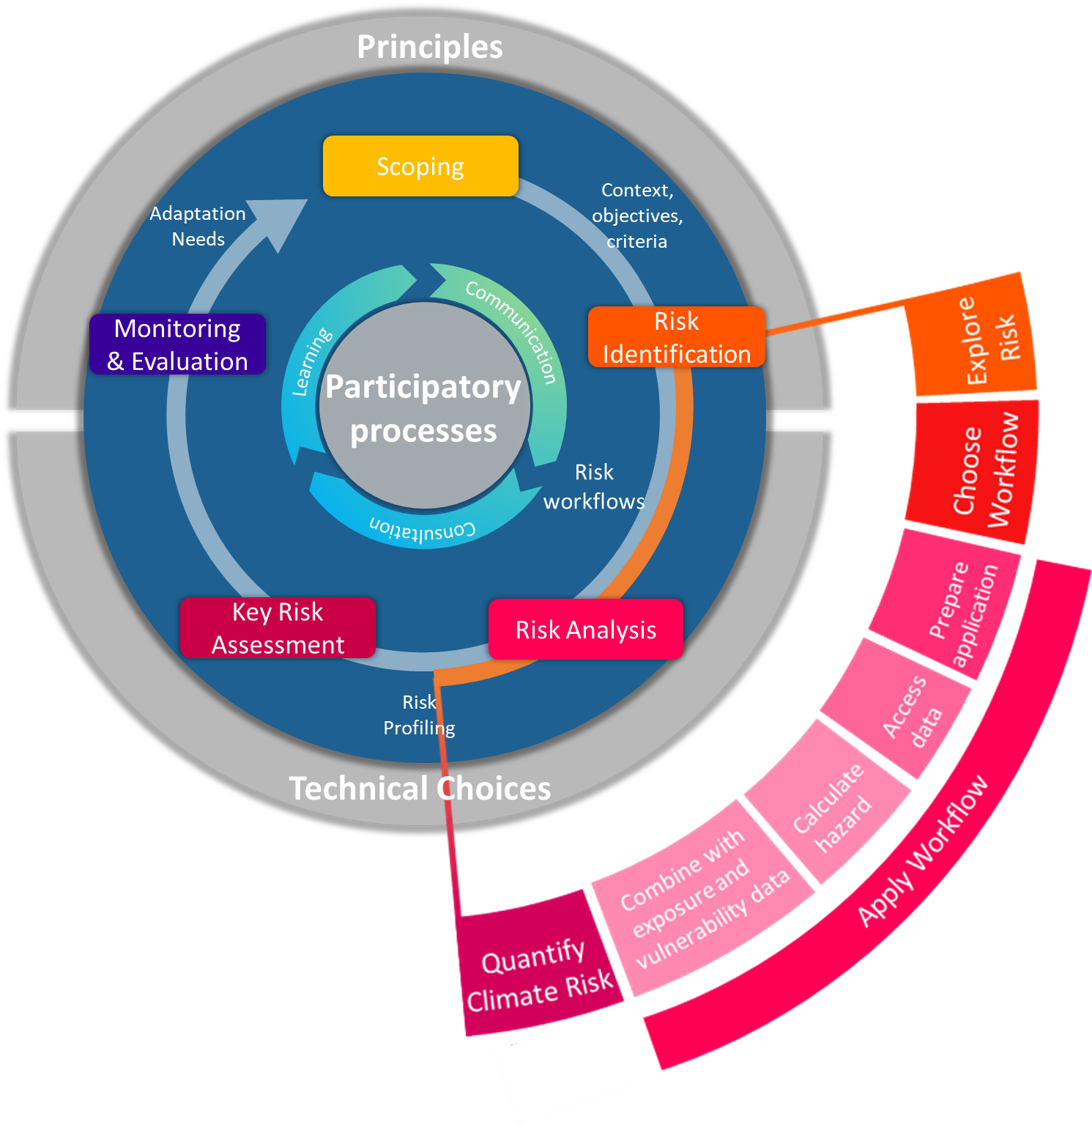 Principles
Scoping
Context,
objectives,
criteria
Adaptation
Needs
Monitoring
& Evaluation
Risk
Identification
Communication
Learning
Consultation
Participatory
processes
Risk
workflows
Key Risk
Assessment
Risk Analysis
Risk
Profiling
Technical Choices
Explore
Risk
Choose
Workflow
Prepare
application
Access
data
Calculate
hazard
Combine with
exposure and
vulnerability data
Apply Workflow
Quantify
Climate Risk